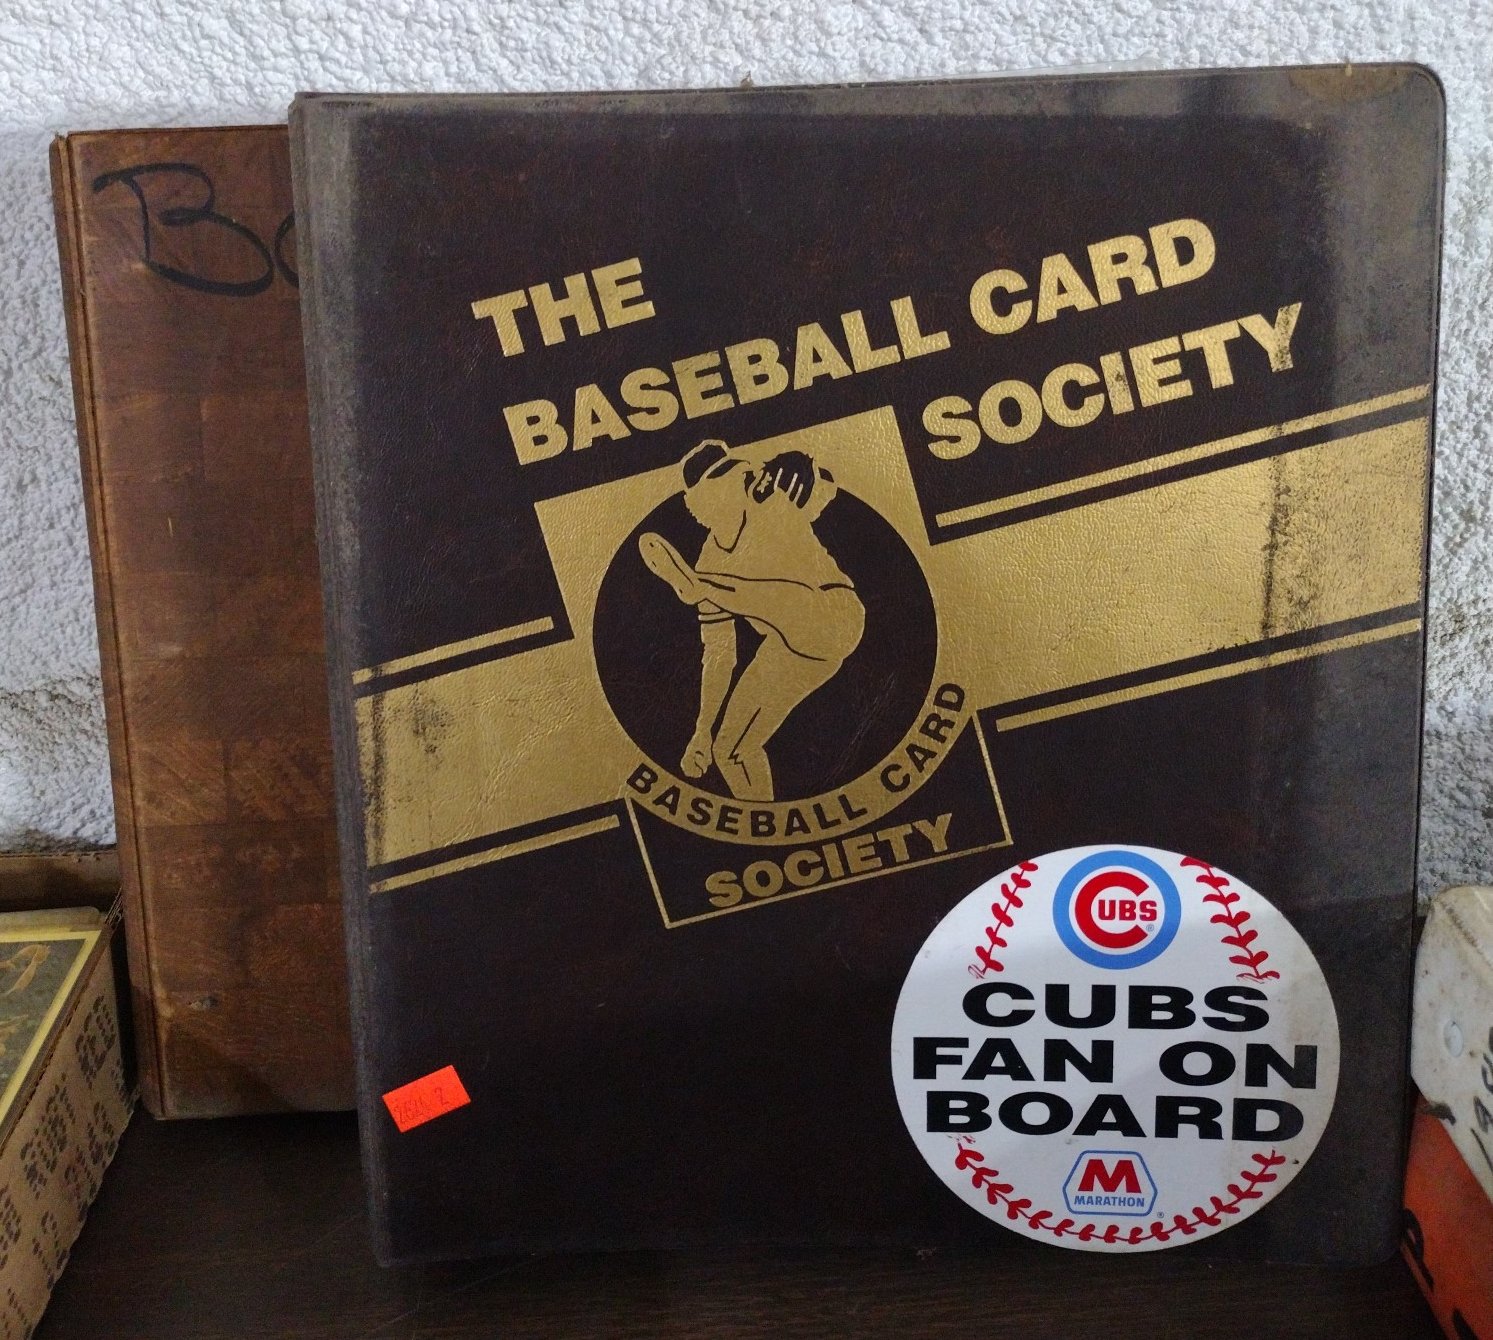 THE
BASEBALL CARD
SOCIETY
BASEBALL CARD
SOCIETY
CUBS
CUBS
FAN ON
BOARD
M
MARATHON